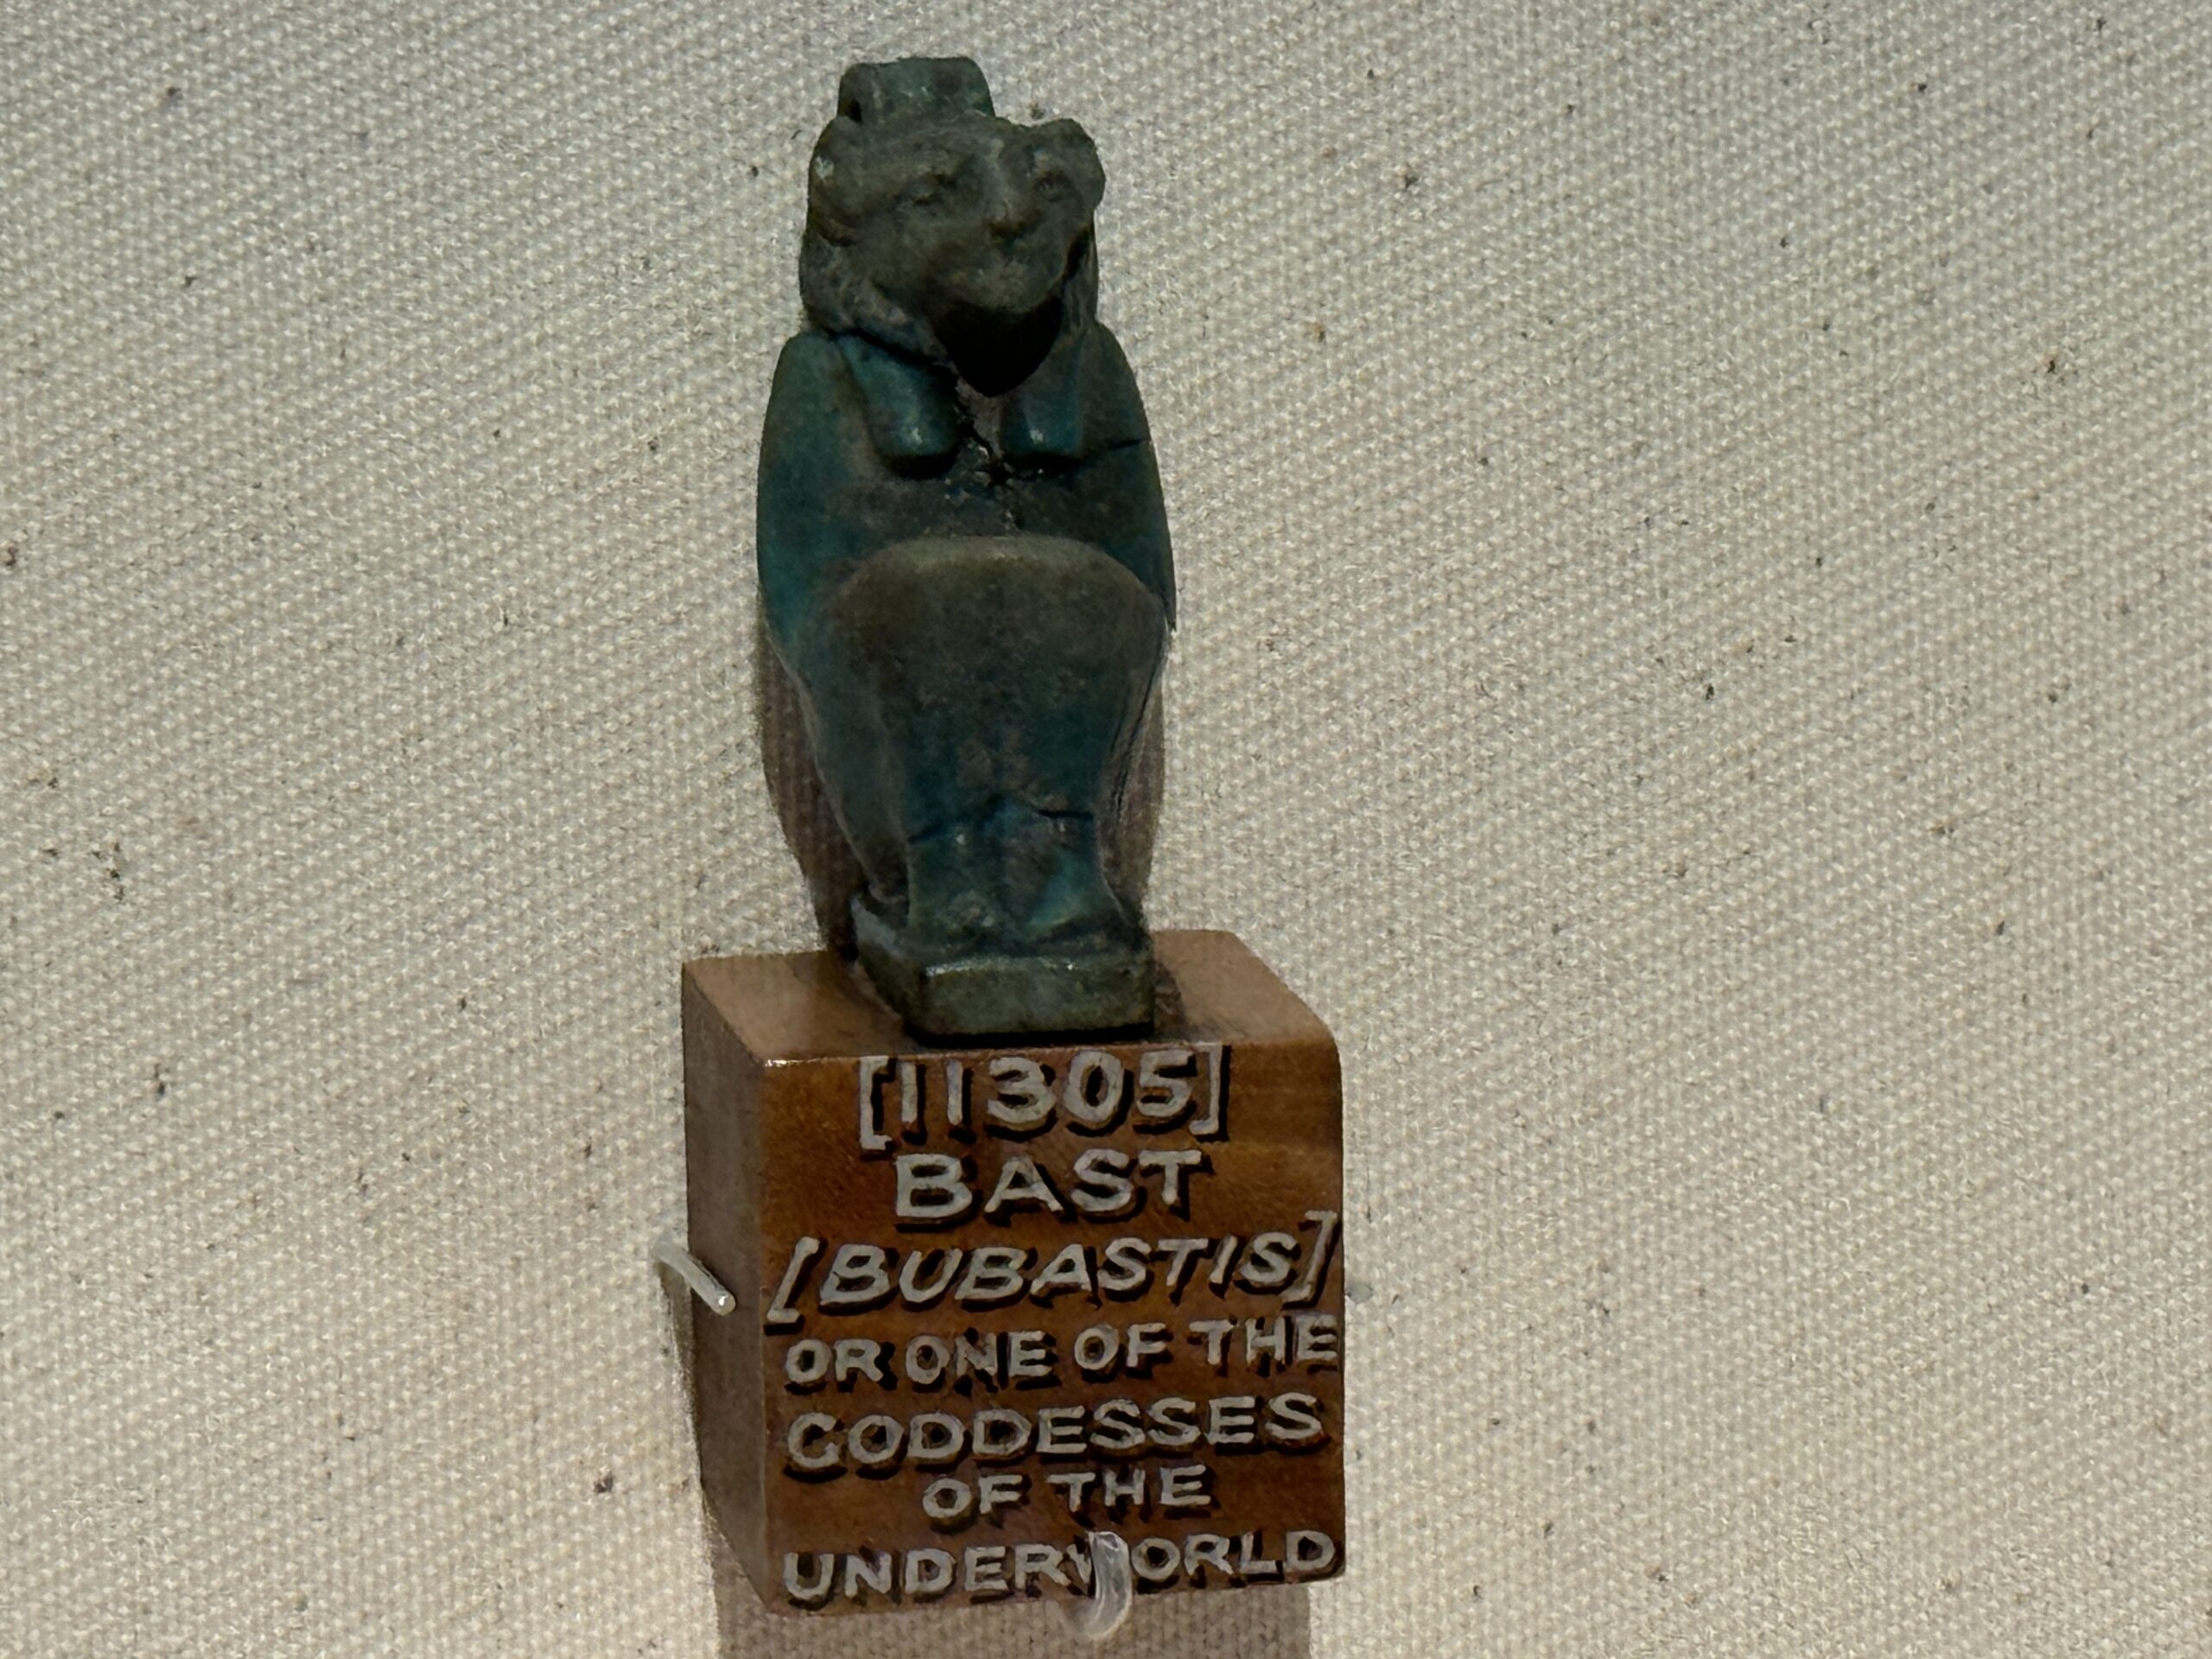 [11305]
BAST
[BUBASTIS]
OR ONE OF THE
GODDESSES
OF THE
UNDERWORLD